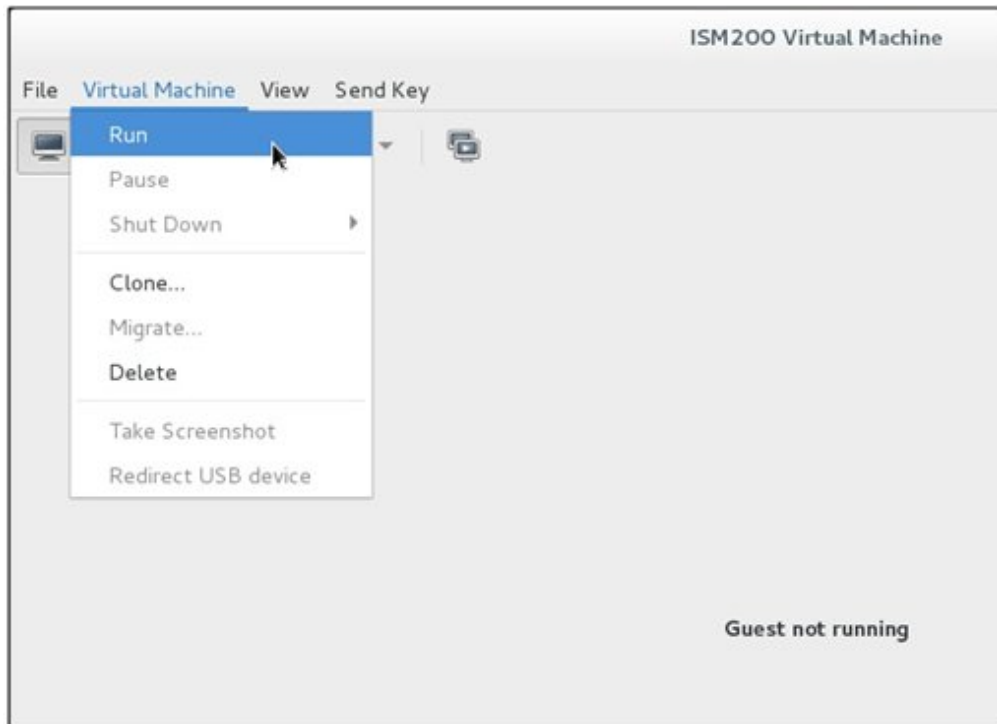 ISM200 Virtual Machine
File Virtual Machine View Send Key
Run
Pause
Shut Down
Clone...
Migrate...
Delete
Take Screenshot
Redirect USB device
Guest not running